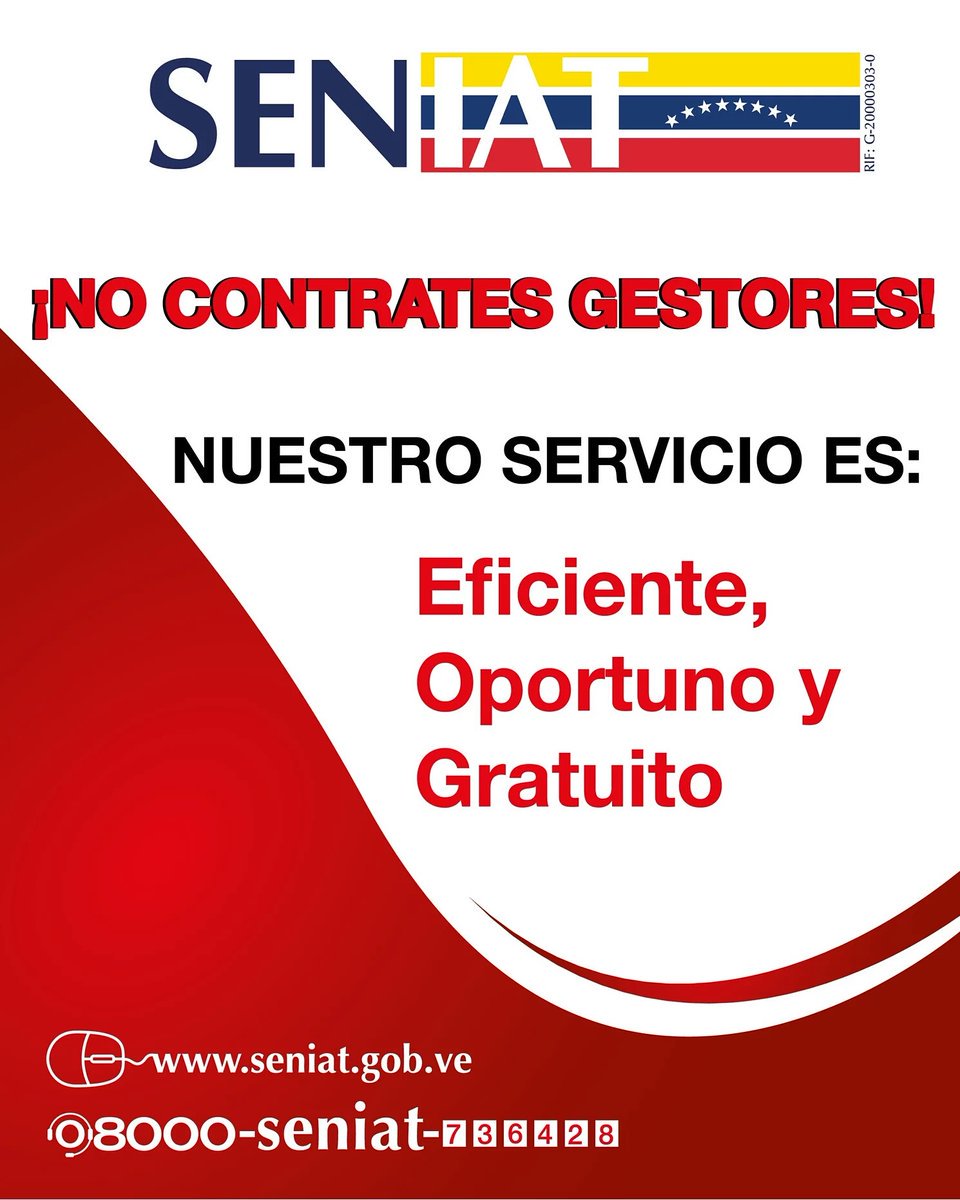 SENIAT
RIF: G-20000303-0
¡NO CONTRATES GESTORES!
NUESTRO SERVICIO ES:
Eficiente,
Oportuno y
Gratuito
www.seniat.gob.ve
08000-seniat-736428